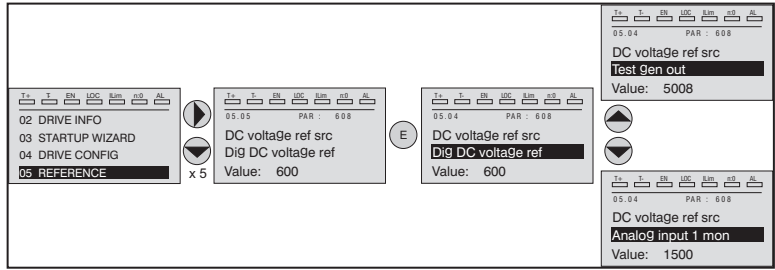 T+ T- EN LOC ILim n:0 AL
02 DRIVE INFO
03 STARTUP WIZARD
04 DRIVE CONFIG
05 REFERENCE
x 5
T+ T- EN LOC ILim n:0 AL
05.05 PAR : 608
DC voltage ref src
Dig DC voltage ref
Value: 600
E
T+ T- EN LOC ILim n:0 AL
05.04 PAR : 608
DC voltage ref src
Dig DC voltage ref
Value: 600
T+ T- EN LOC ILim n:0 AL
05.04 PAR : 608
DC voltage ref src
Test gen out
Value: 5008
T+ T- EN LOC ILim n:0 AL
05.04 PAR : 608
DC voltage ref src
Analog input 1 mon
Value: 1500